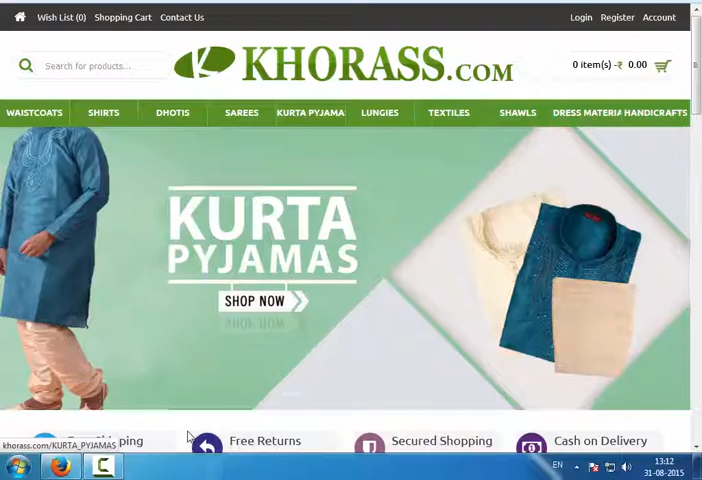 Wish List (0) Shopping Cart Contact Us Login Register Account
Search for products... KHORASS.COM 0 item(s) -₹ 0.00
WAISTCOATS SHIRTS DHOTIS SAREES KURTA PYJAMA LUNGIES TEXTILES SHAWLS DRESS MATERIA HANDICRAFTS
KURTA
PYJAMAS
SHOP NOW
Free Returns Secured Shopping Cash on Delivery
khorass.com/KURTA_PYJAMAS
EN 13:12
31-08-2015